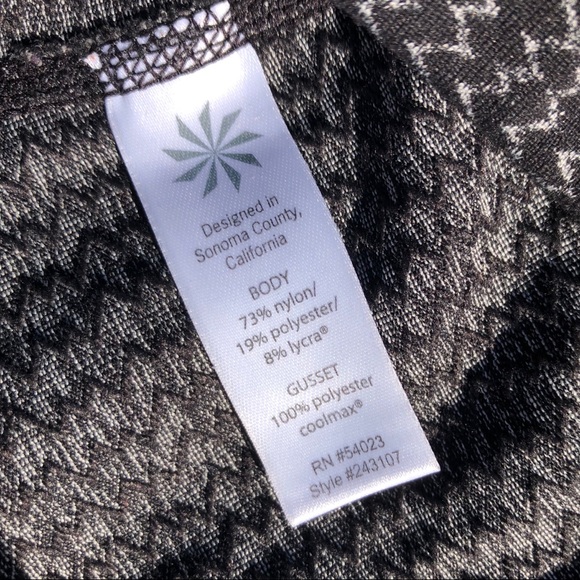 Designed in
Sonoma County,
California
BODY
73% nylon/
19% polyester/
8% lycra®
GUSSET
100% polyester
coolmax®
RN #54023
Style #243107